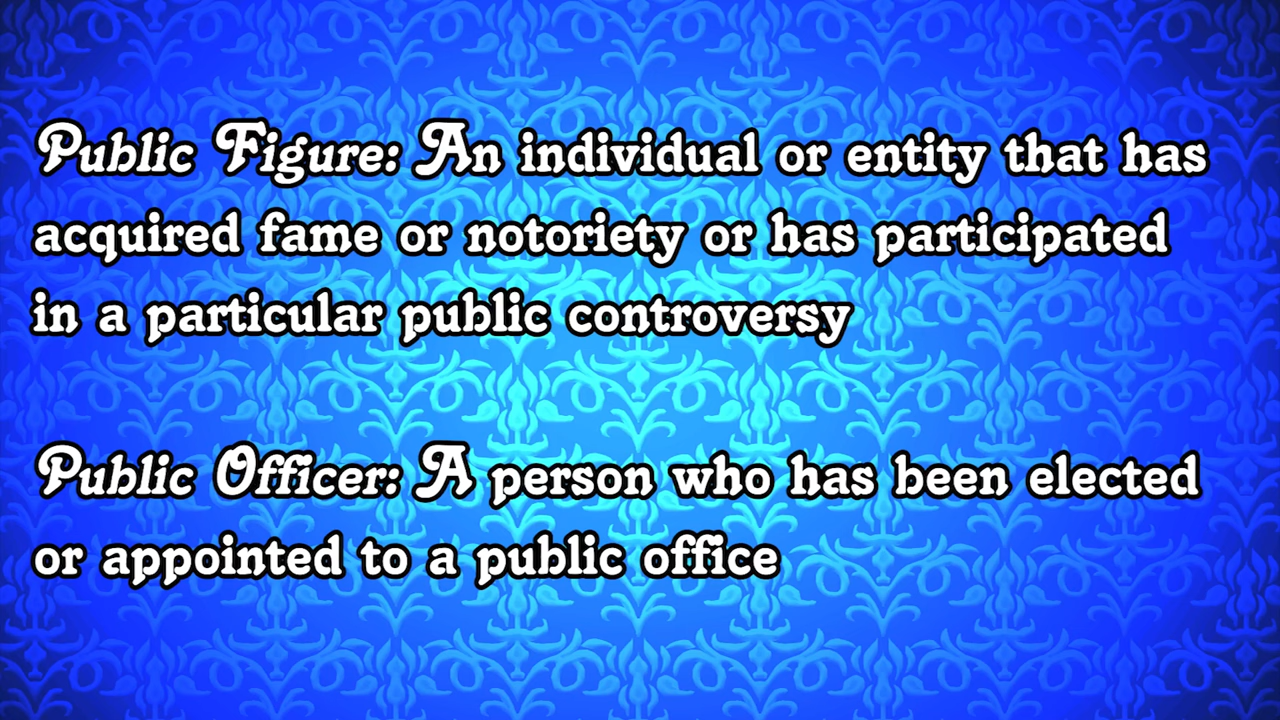 Public Figure: An individual or entity that has
acquired fame or notoriety or has participated
in a particular public controversy
Public Officer: A person who has been elected
or appointed to a public office